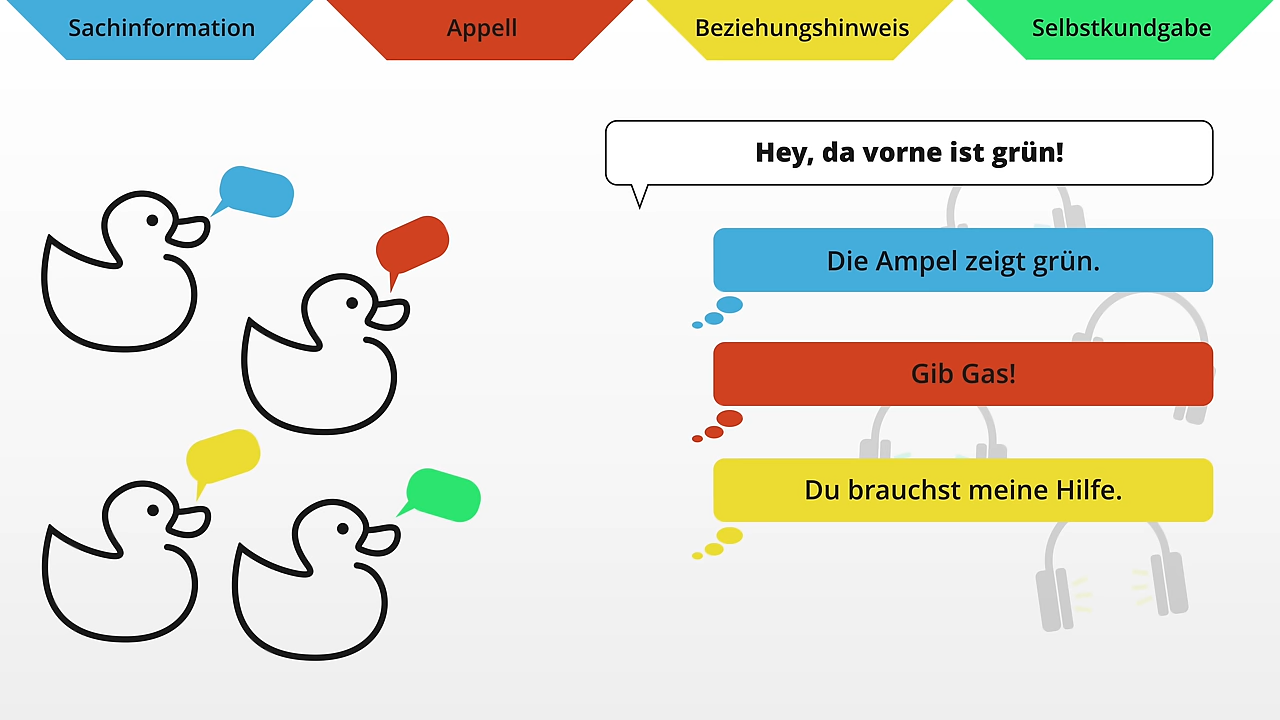 Sachinformation
Appell
Beziehungshinweis
Selbstkundgabe
Hey, da vorne ist grün!
Die Ampel zeigt grün.
Gib Gas!
Du brauchst meine Hilfe.